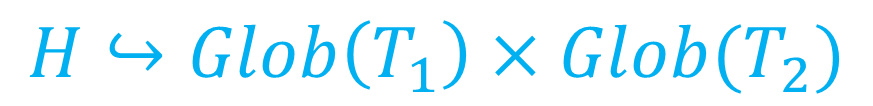 H ↪ Glob(T₁) × Glob(T₂)